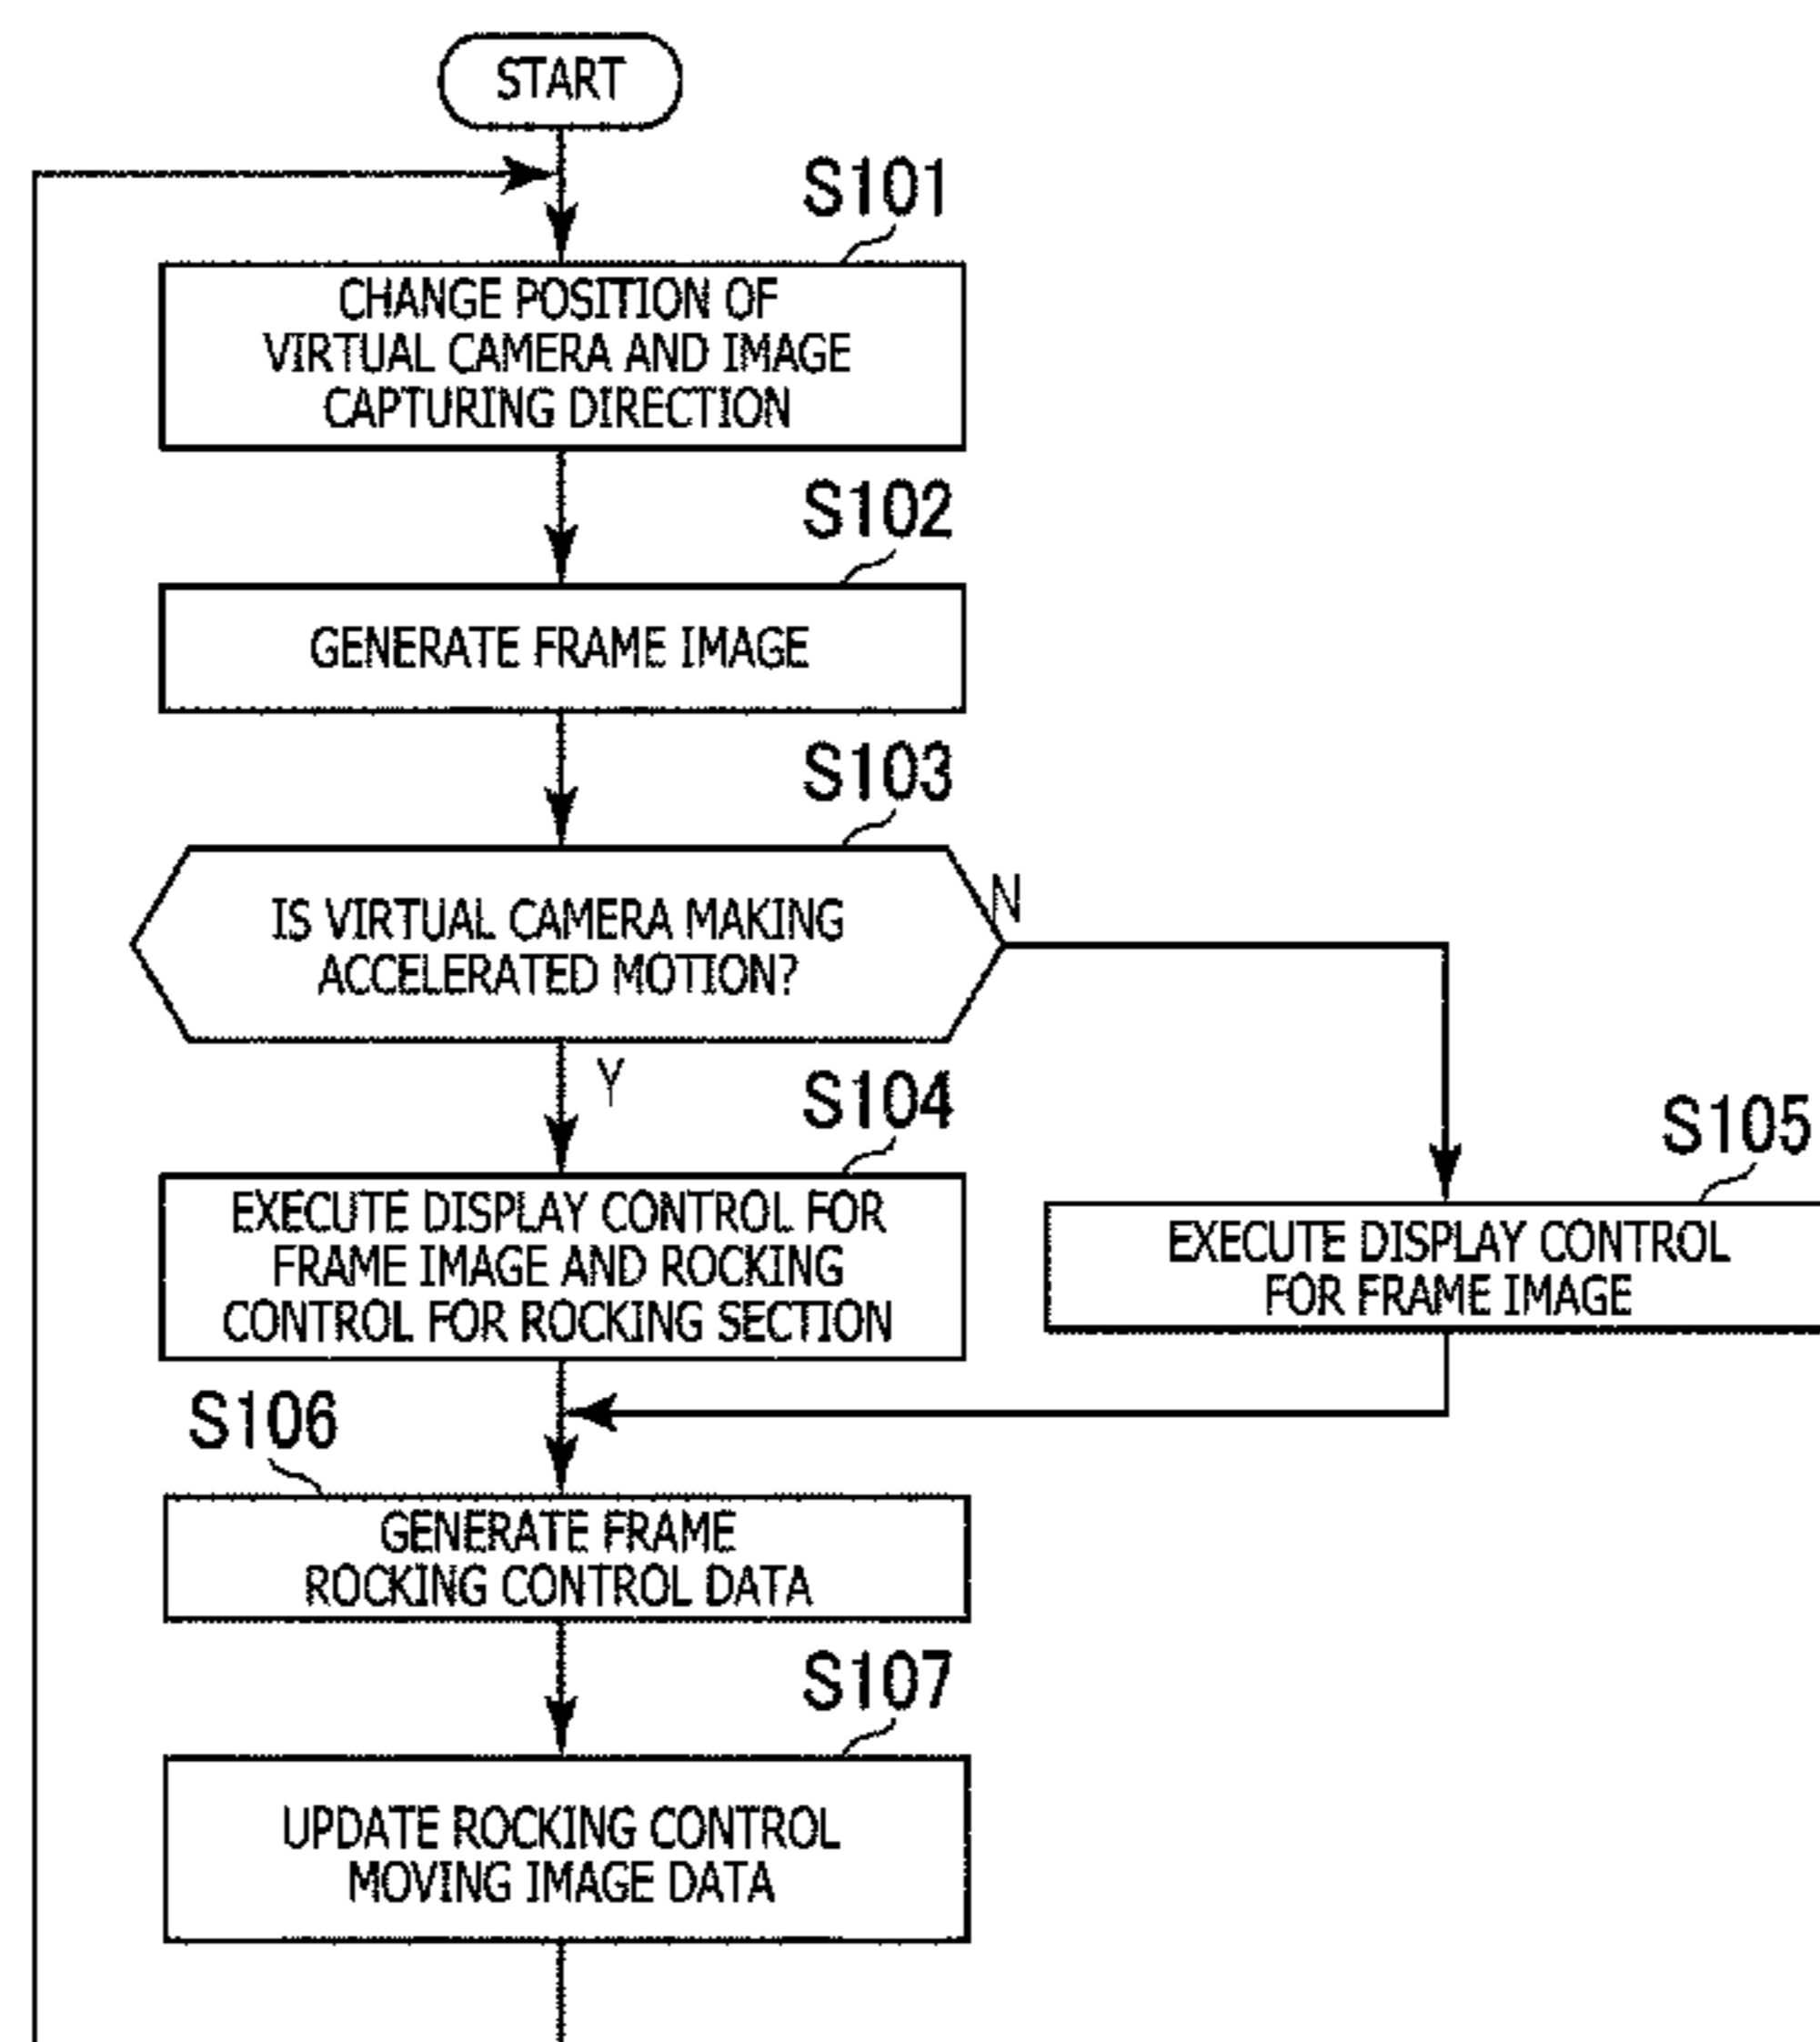 START
S101
CHANGE POSITION OF
VIRTUAL CAMERA AND IMAGE
CAPTURING DIRECTION
S102
GENERATE FRAME IMAGE
S103
IS VIRTUAL CAMERA MAKING
ACCELERATED MOTION?
N
Y
S104
EXECUTE DISPLAY CONTROL FOR
FRAME IMAGE AND ROCKING
CONTROL FOR ROCKING SECTION
S105
EXECUTE DISPLAY CONTROL
FOR FRAME IMAGE
S106
GENERATE FRAME
ROCKING CONTROL DATA
S107
UPDATE ROCKING CONTROL
MOVING IMAGE DATA